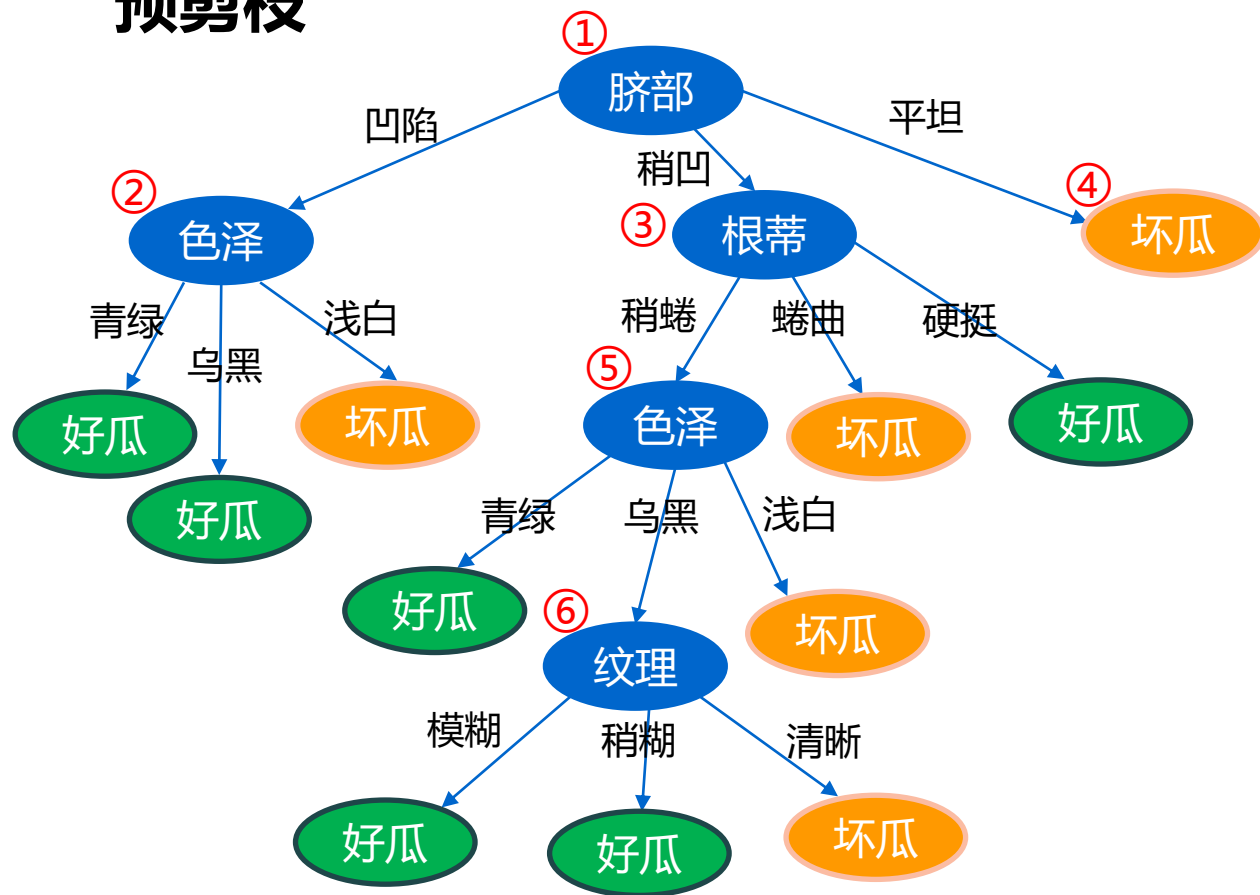 预剪枝
①
脐部
凹陷
稍凹
平坦
②
色泽
③
根蒂
④
坏瓜
青绿
乌黑
浅白
稍蜷
蜷曲
硬挺
好瓜
好瓜
坏瓜
⑤
色泽
坏瓜
好瓜
青绿
乌黑
浅白
好瓜
⑥
纹理
坏瓜
模糊
稍糊
清晰
好瓜
好瓜
坏瓜